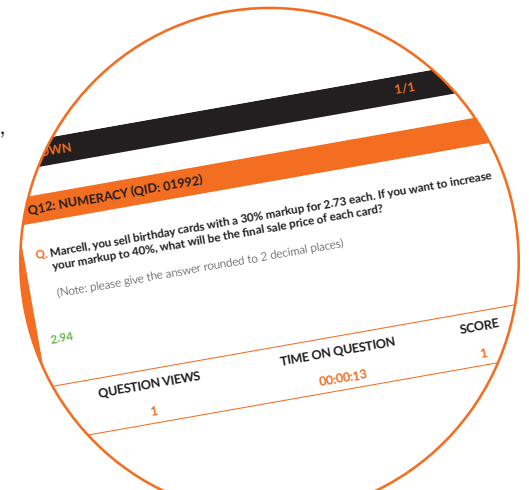 ,
OWN
1/1
Q12: NUMERACY (QID: 01992)
Q. Marcell, you sell birthday cards with a 30% markup for 2.73 each. If you want to increase
your markup to 40%, what will be the final sale price of each card?
(Note: please give the answer rounded to 2 decimal places)
2.94
QUESTION VIEWS
TIME ON QUESTION
SCORE
1
00:00:13
1